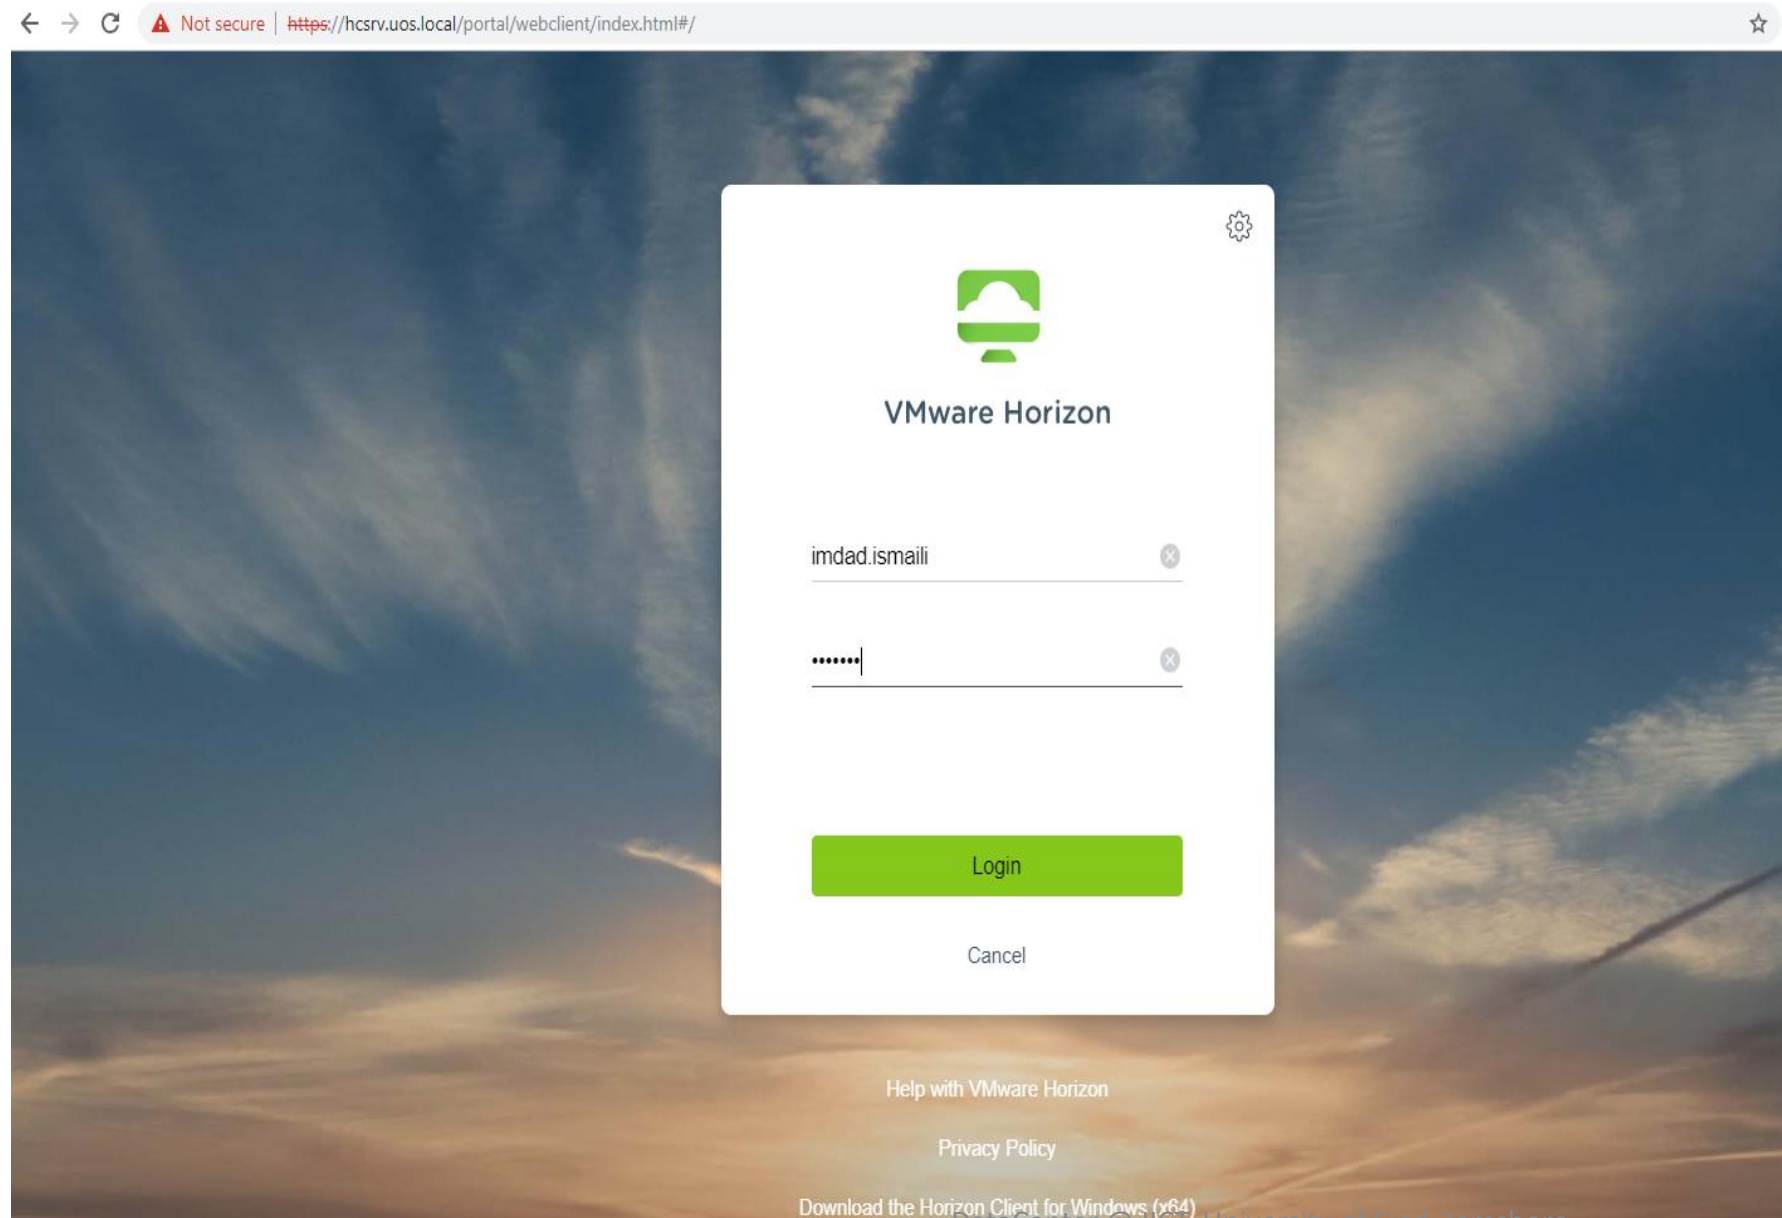 Not secure | https://hcsrv.uos.local/portal/webclient/index.html#/
VMware Horizon
imdad.ismaili
•••••••
Login
Cancel
Help with VMware Horizon
Privacy Policy
Download the Horizon Client for Windows (x64)